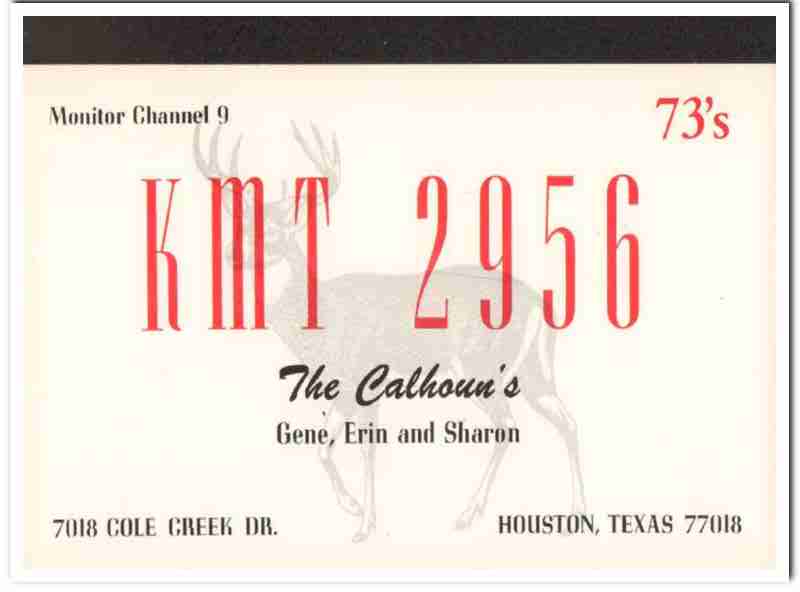 Monitor Channel 9
73's
KMT 2956
The Calhoun's
Gene, Erin and Sharon
7018 COLE CREEK DR.
HOUSTON, TEXAS 77018